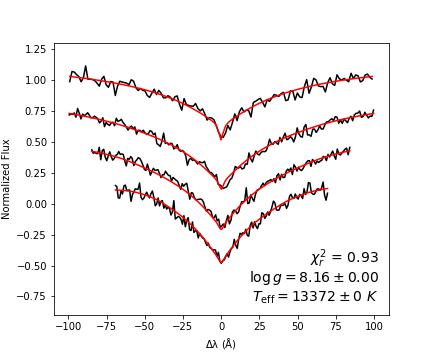 1.25
1.00
0.75
0.50
0.25
0.00
−0.25
−0.50
−0.75
Normalized Flux
χ²ᵣ = 0.93
log g = 8.16 ± 0.00
T_eff = 13372 ± 0 K
−100 −75 −50 −25 0 25 50 75 100
Δλ (Å)